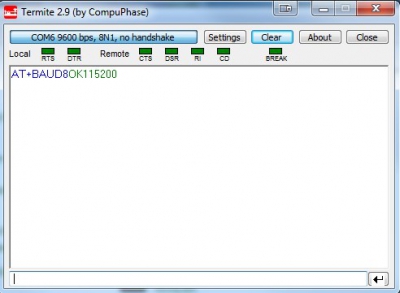 Termite 2.9 (by CompuPhase)
COM6 9600 bps, 8N1, no handshake
Settings
Clear
About
Close
Local
RTS
DTR
Remote
CTS
DSR
RI
CD
BREAK
AT+BAUD8OK115200